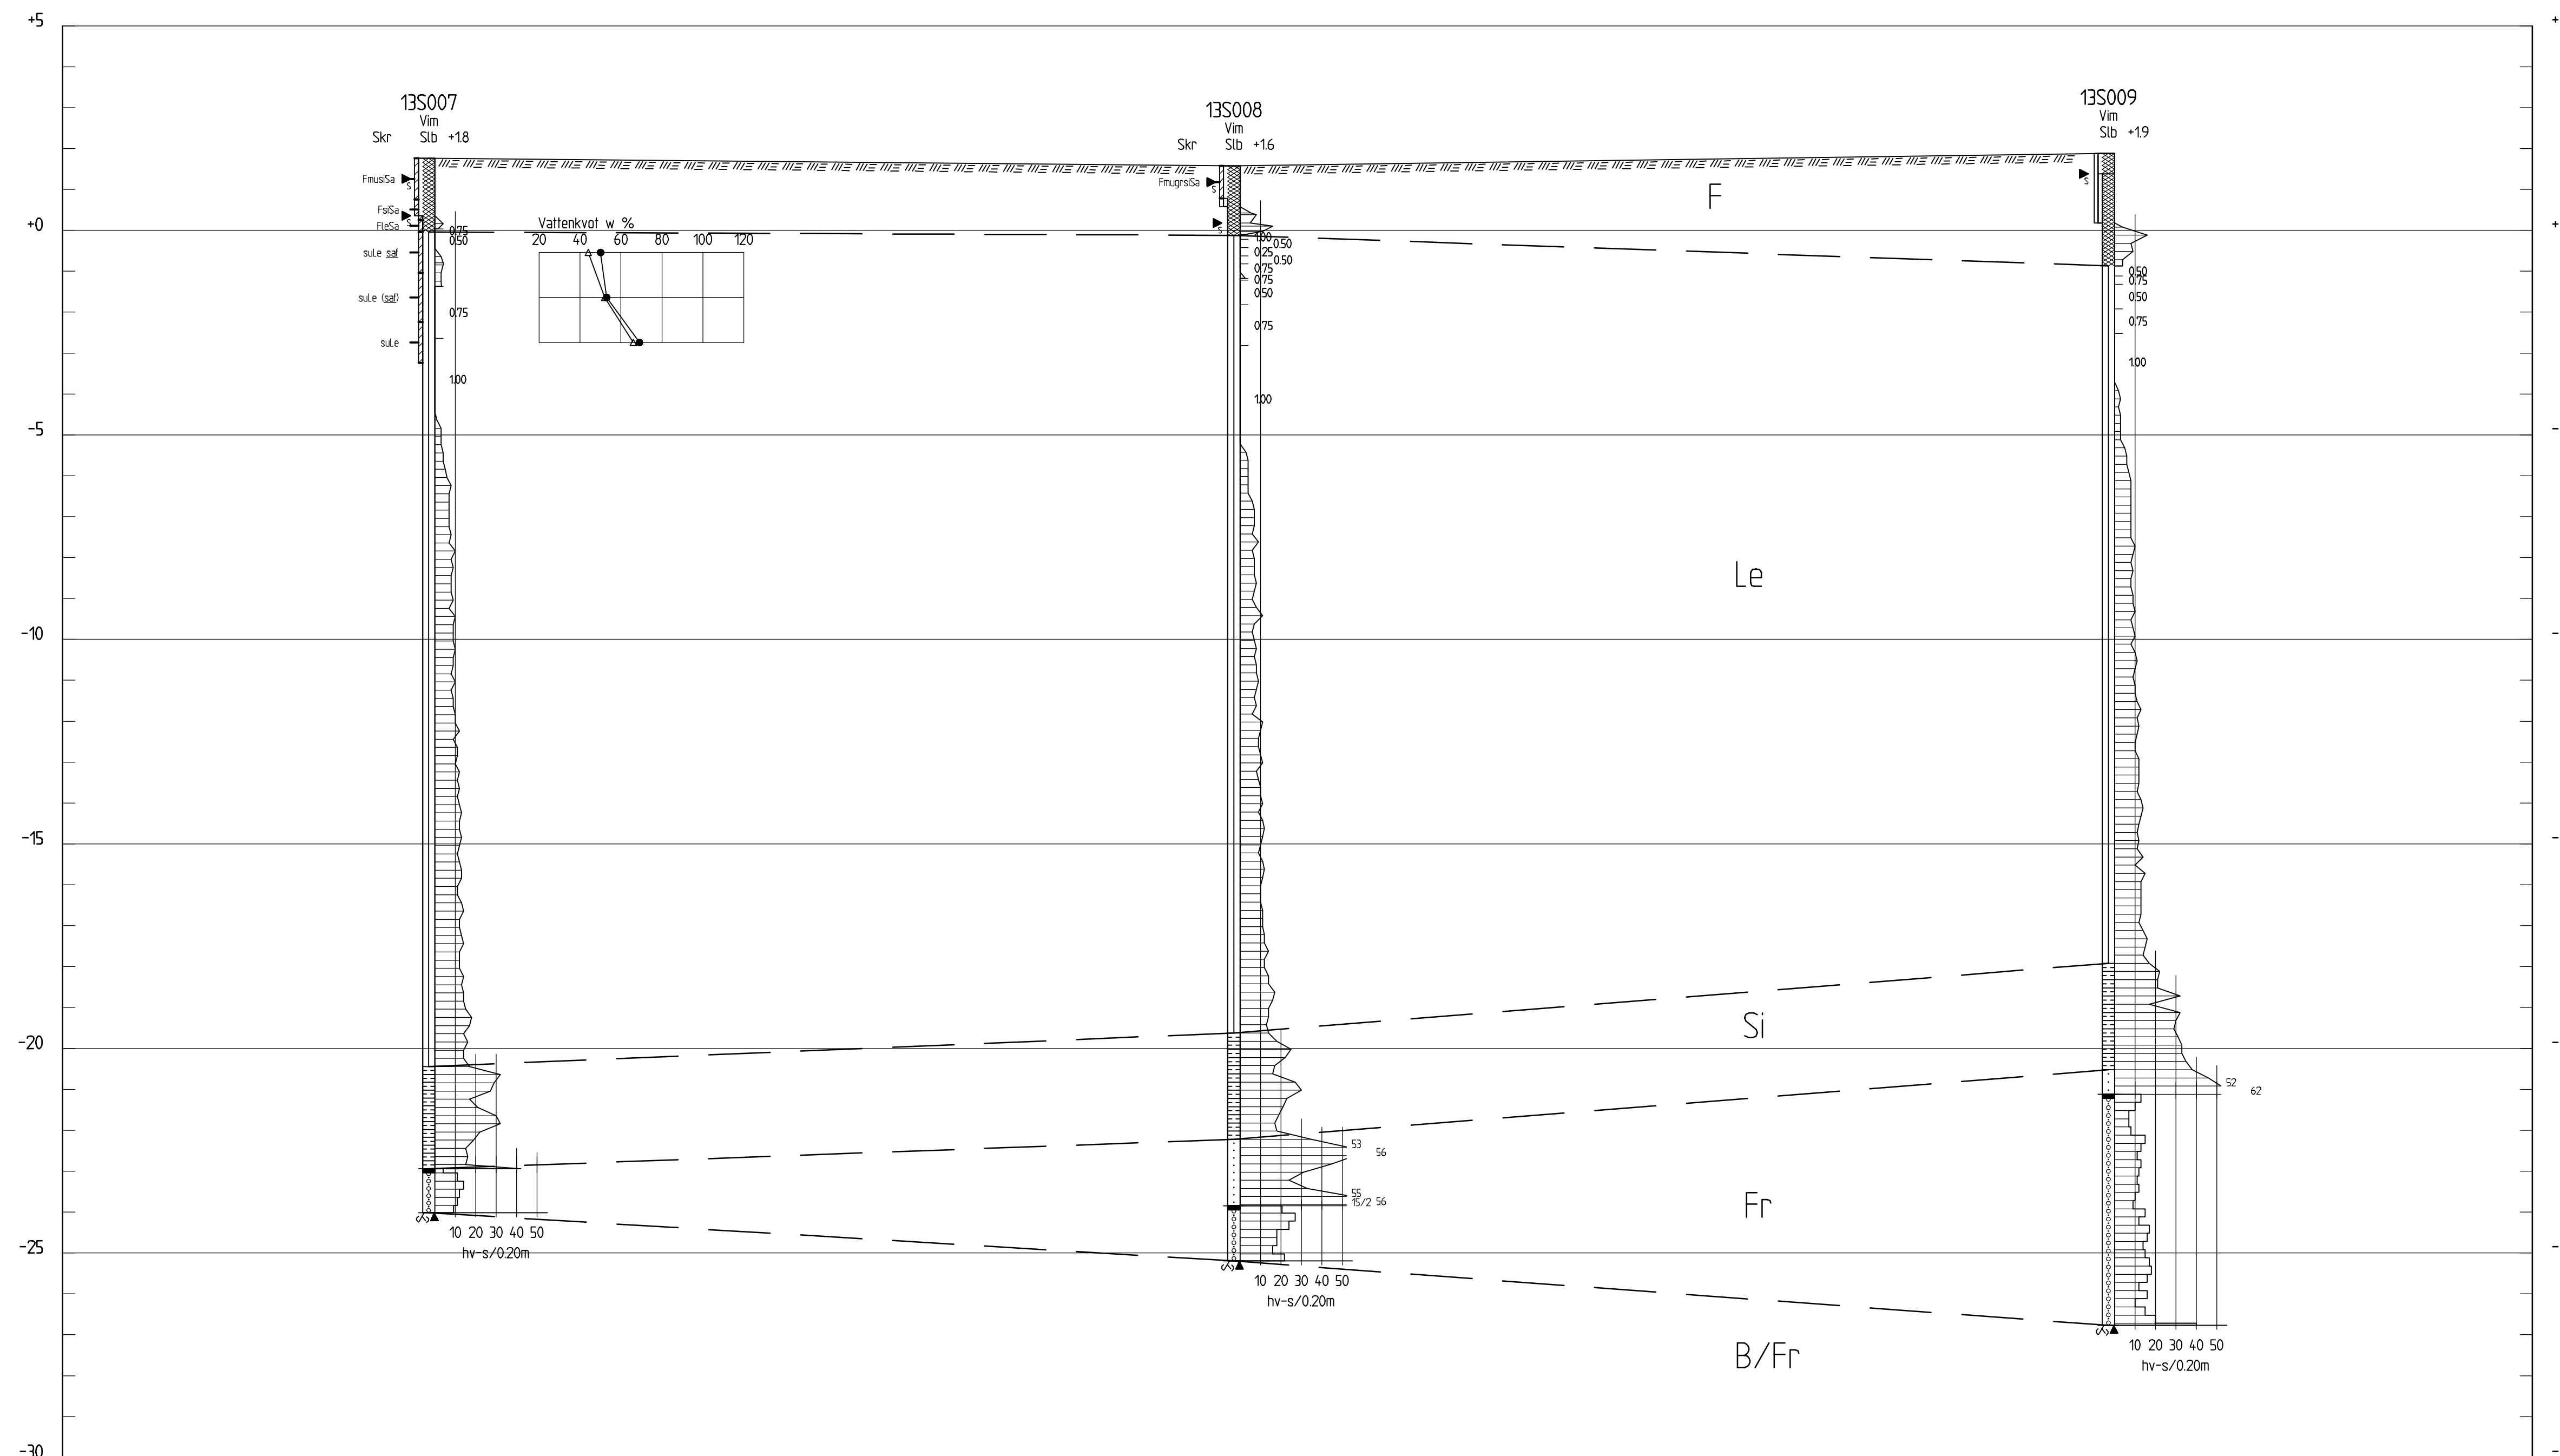 +5
+
13S007
Vim
Skr Slb +1.8
13S008
Vim
Skr Slb +1.6
13S009
Vim
Slb +1.9
FmusiSa
S
FsiSa
S
FleSa
FmugrsiSa
S
S
S
F
+0
+
Vattenkvot w %
20 40 60 80 100 120
0.75
0.50
0.75
1.00
suLe saf
suLe (saf)
suLe
1.00
0.50
0.25
0.50
0.75
0.75
0.50
0.75
1.00
0.50
0.75
0.50
0.75
1.00
-5
-
Le
-10
-
-15
-
Si
-20
-
52
62
53
56
55
15/2 56
Fr
10 20 30 40 50
hv-s/0.20m
-25
-
10 20 30 40 50
hv-s/0.20m
B/Fr
10 20 30 40 50
hv-s/0.20m
-30
-